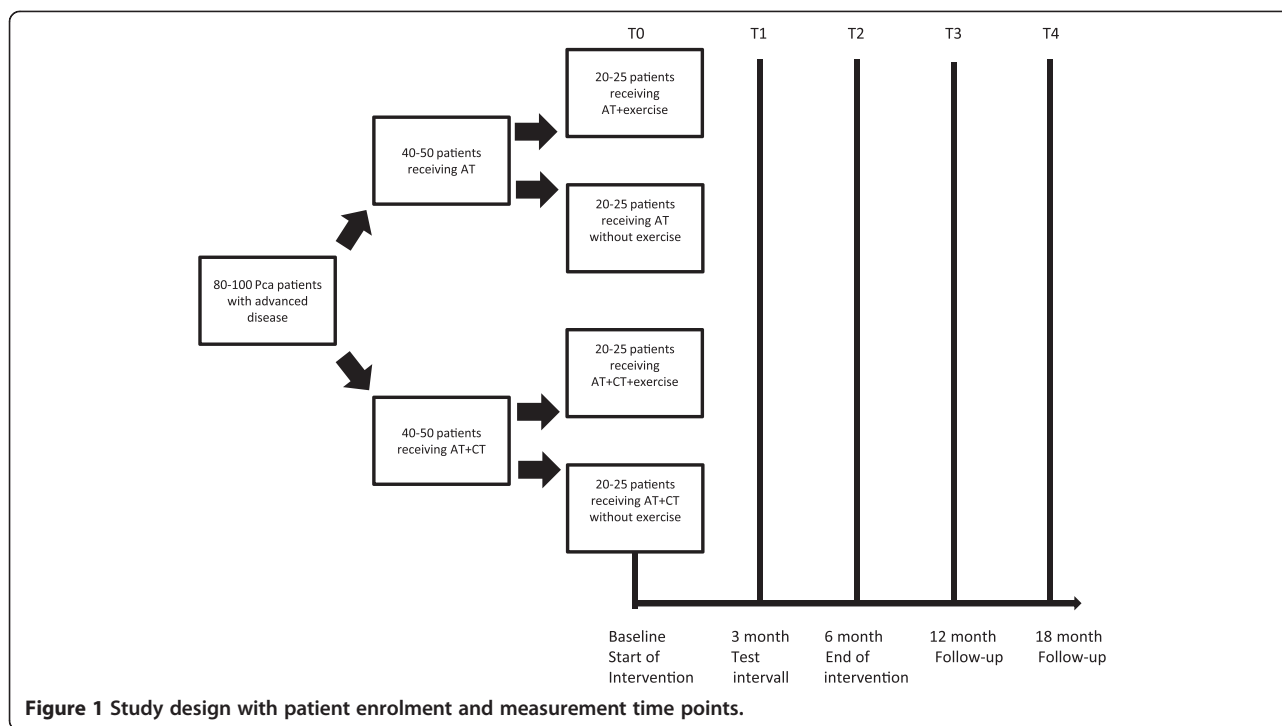 T0 T1 T2 T3 T4
20-25 patients
receiving
AT+exercise
40-50 patients
receiving AT
20-25 patients
receiving AT
without exercise
80-100 Pca patients
with advanced
disease
20-25 patients
receiving
AT+CT+exercise
40-50 patients
receiving AT+CT
20-25 patients
receiving AT+CT
without exercise
Baseline
Start of
Intervention
3 month
Test
intervall
6 month
End of
intervention
12 month
Follow-up
18 month
Follow-up
Figure 1 Study design with patient enrolment and measurement time points.